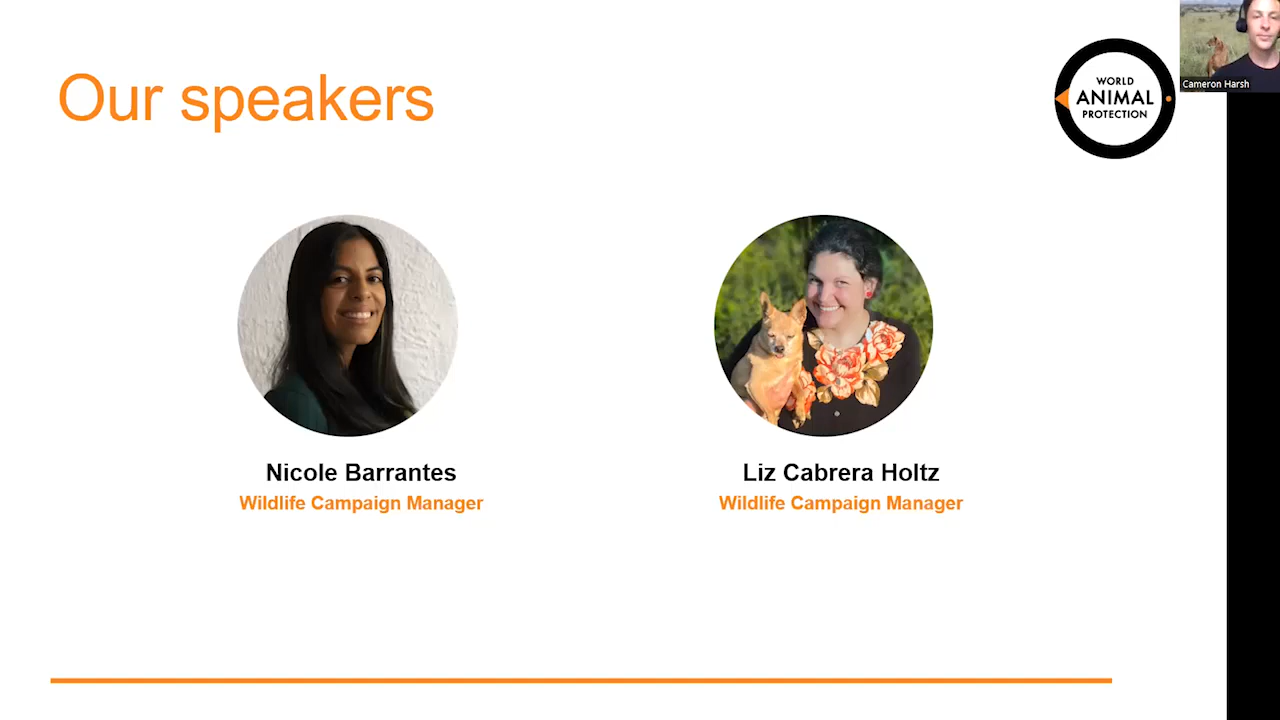 Our speakers
WORLD
ANIMAL
PROTECTION
Cameron Harsh
Nicole Barrantes
Wildlife Campaign Manager
Liz Cabrera Holtz
Wildlife Campaign Manager